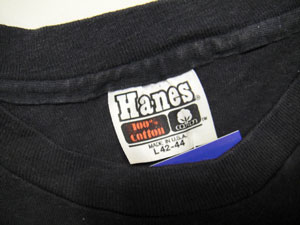 Hanes
100%
Cotton
COTTON
MADE IN U.S.A.
L 42-44